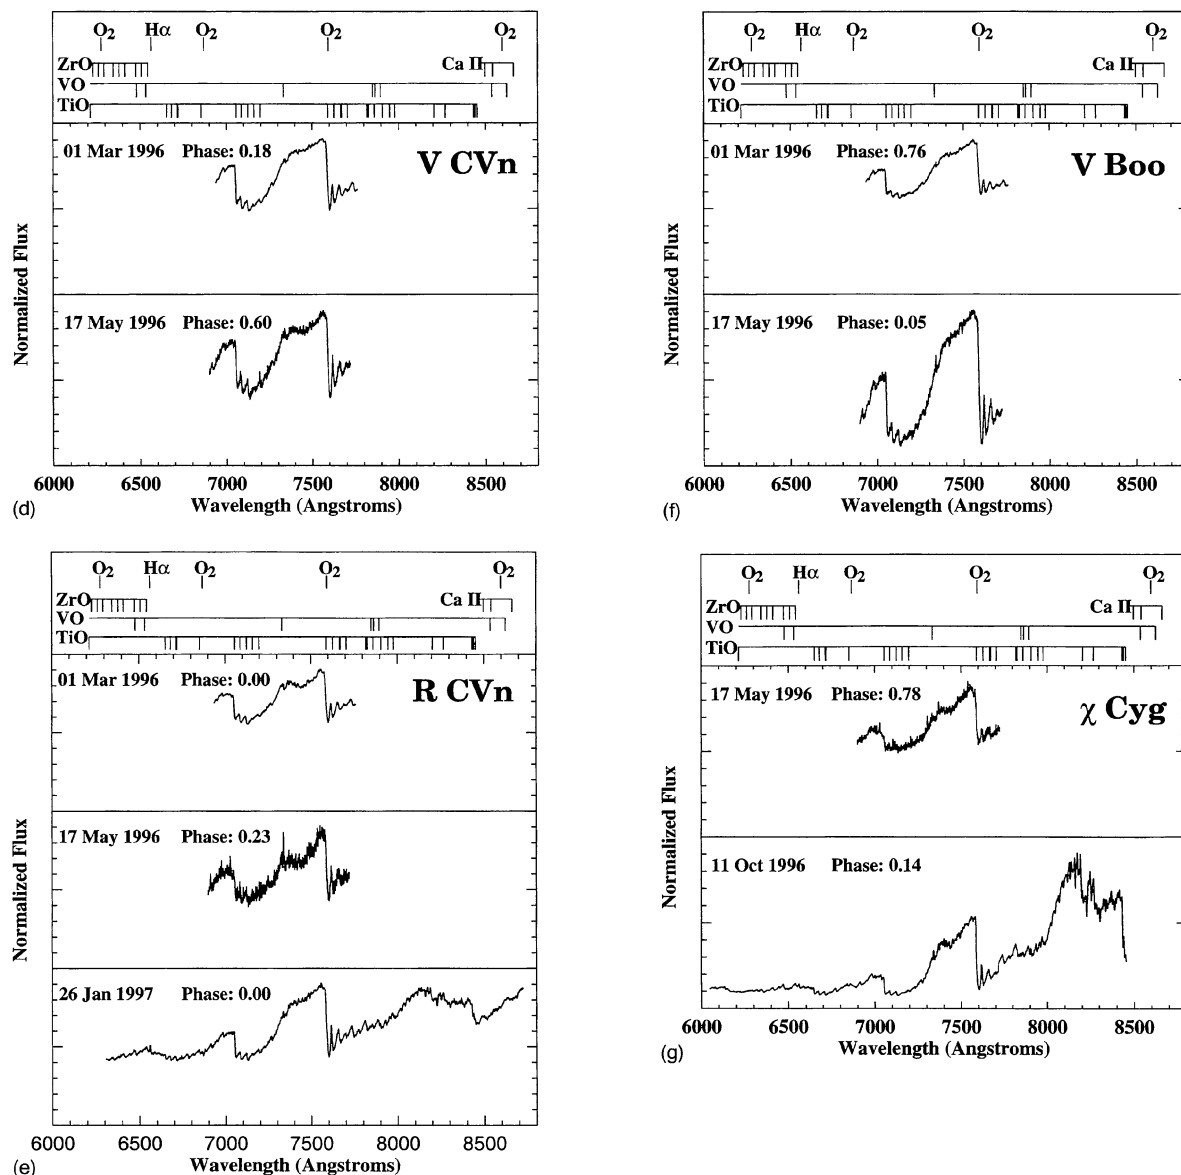 O2 Hα O2 O2 O2
ZrO Ca II
VO
TiO
01 Mar 1996 Phase: 0.18 V CVn
17 May 1996 Phase: 0.60
Normalized Flux
6000 6500 7000 7500 8000 8500
Wavelength (Angstroms)
(d)
O2 Hα O2 O2 O2
ZrO Ca II
VO
TiO
01 Mar 1996 Phase: 0.76 V Boo
17 May 1996 Phase: 0.05
Normalized Flux
6000 6500 7000 7500 8000 8500
Wavelength (Angstroms)
(f)
O2 Hα O2 O2 O2
ZrO Ca II
VO
TiO
01 Mar 1996 Phase: 0.00 R CVn
17 May 1996 Phase: 0.23
26 Jan 1997 Phase: 0.00
Normalized Flux
6000 6500 7000 7500 8000 8500
Wavelength (Angstroms)
(e)
O2 Hα O2 O2 O2
ZrO Ca II
VO
TiO
17 May 1996 Phase: 0.78 χ Cyg
11 Oct 1996 Phase: 0.14
Normalized Flux
6000 6500 7000 7500 8000 8500
Wavelength (Angstroms)
(g)